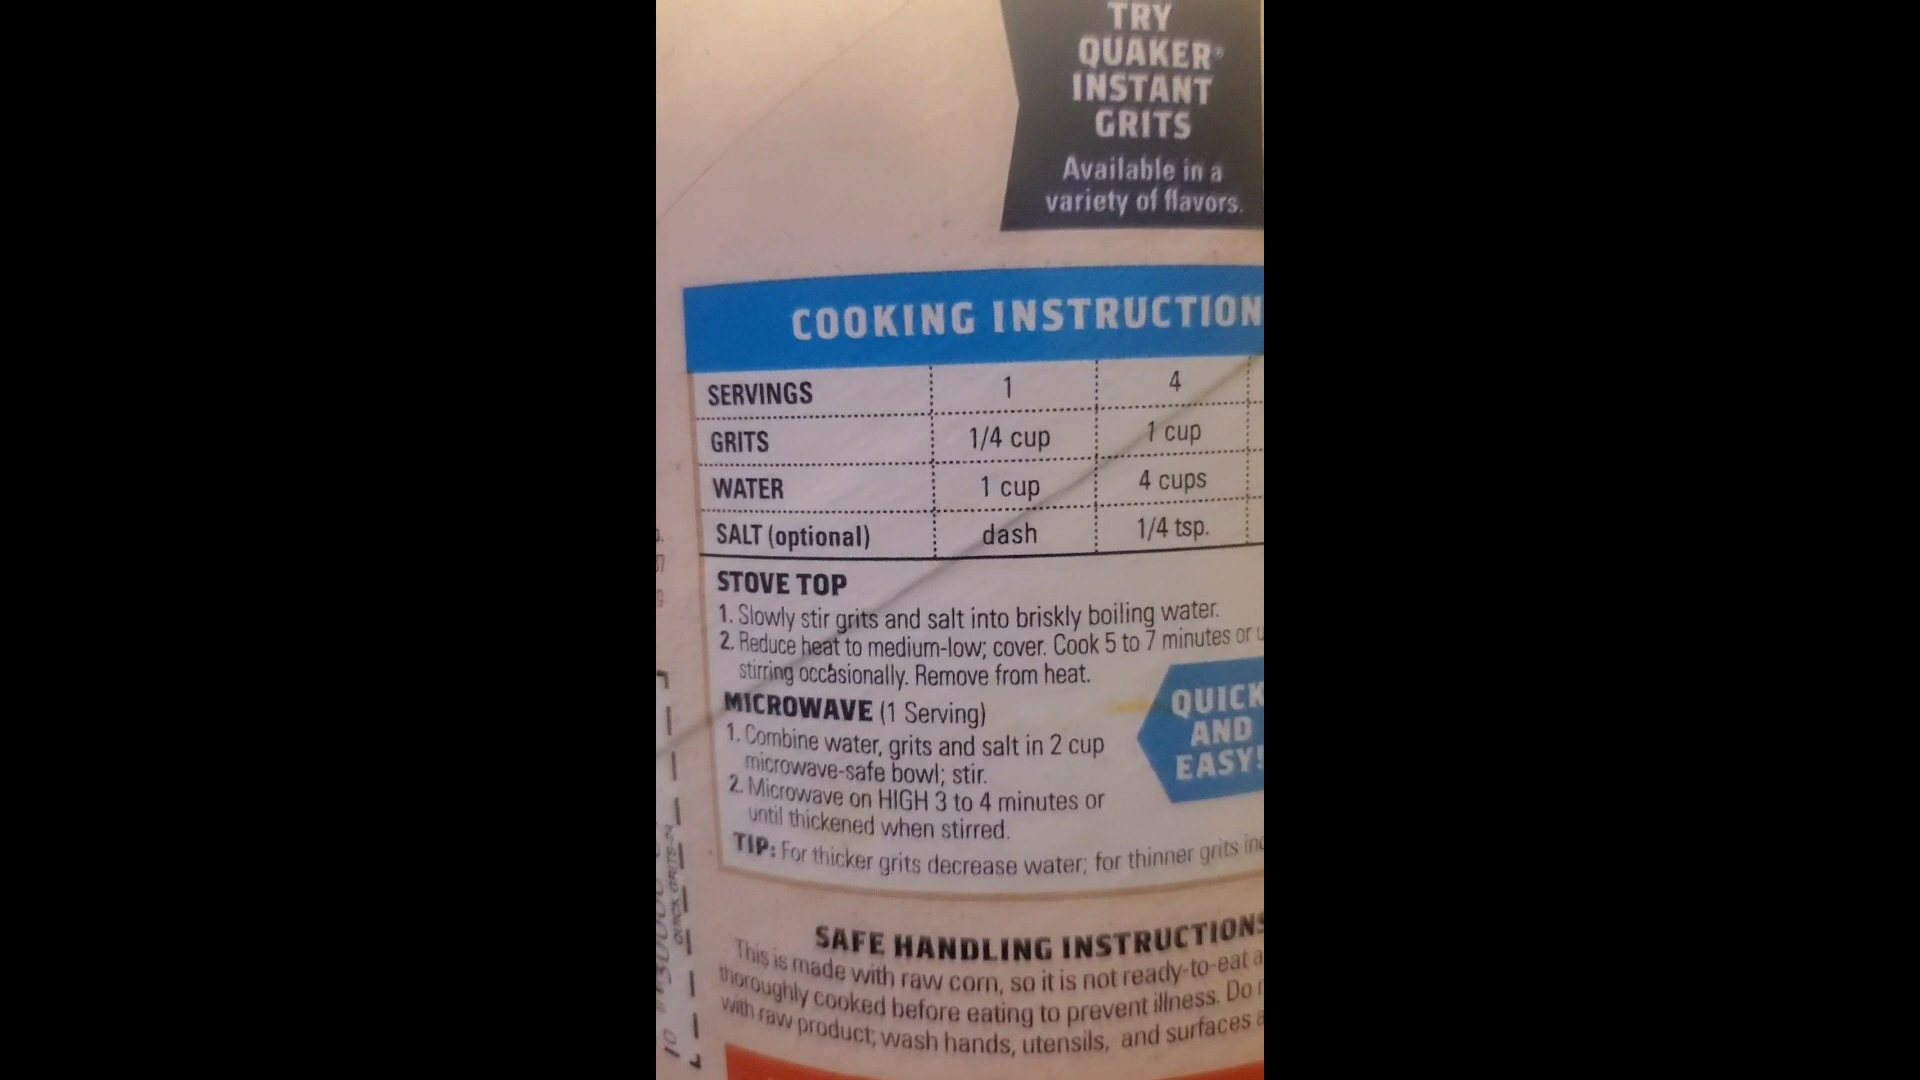 TRY
QUAKER®
INSTANT
GRITS
Available in a
variety of flavors.
COOKING INSTRUCTION
SERVINGS 1 4
GRITS 1/4 cup 1 cup
WATER 1 cup 4 cups
SALT (optional) dash 1/4 tsp.
STOVE TOP
1. Slowly stir grits and salt into briskly boiling water.
2. Reduce heat to medium-low; cover. Cook 5 to 7 minutes or
stirring occasionally. Remove from heat.
MICROWAVE (1 Serving)
1. Combine water, grits and salt in 2 cup
microwave-safe bowl; stir.
2. Microwave on HIGH 3 to 4 minutes or
until thickened when stirred.
QUICK
AND
EASY!
TIP: For thicker grits decrease water; for thinner grits
SAFE HANDLING INSTRUCTIONS
This is made with raw corn, so it is not ready-to-eat
thoroughly cooked before eating to prevent illness. Do
with raw product; wash hands, utensils, and surfaces
QUICK GRITS